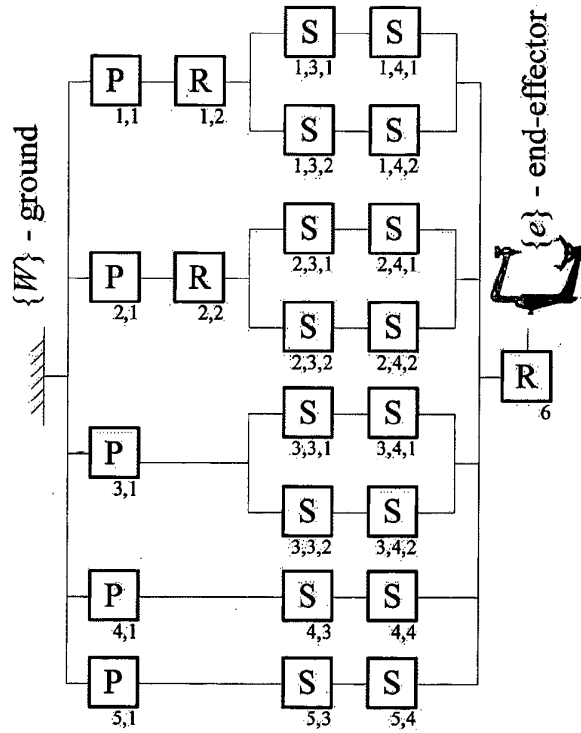 {W} - ground
{e} - end-effector
S S
1,3,1 1,4,1
P R
1,1 1,2
S S
1,3,2 1,4,2
S S
2,3,1 2,4,1
P R
2,1 2,2
S S
2,3,2 2,4,2
R
6
S S
3,3,1 3,4,1
P
3,1
S S
3,3,2 3,4,2
P S S
4,1 4,3 4,4
P S S
5,1 5,3 5,4